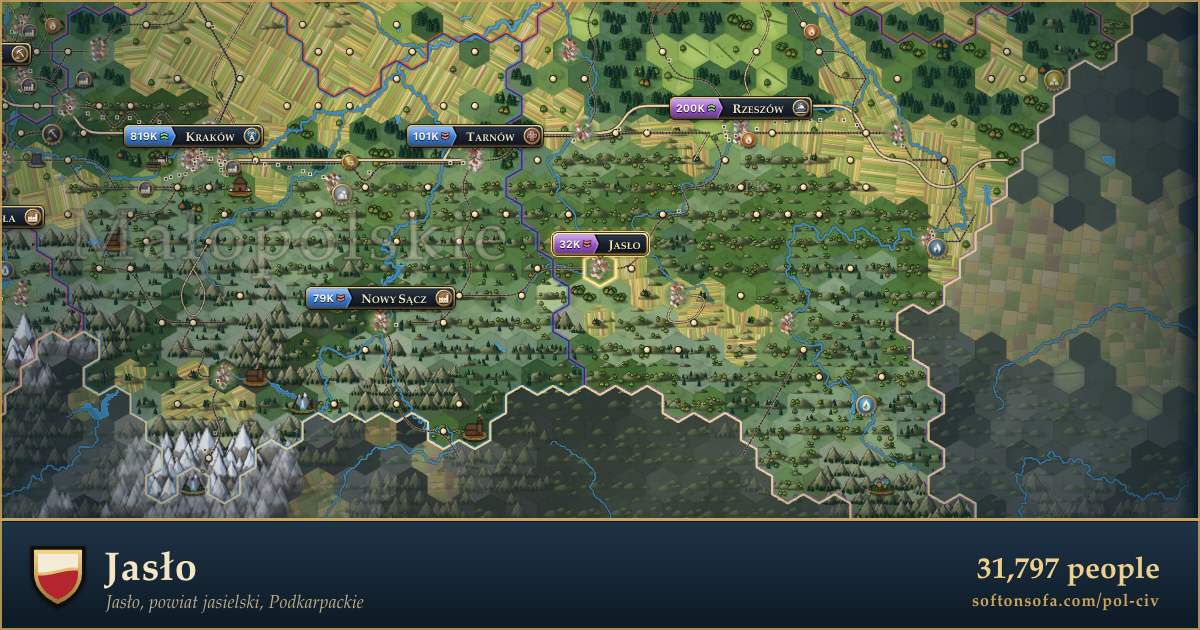 200K Rzeszów
819K Kraków
101K Tarnów
ŁA
Małopolskie
32K Jasło
79K Nowy Sącz
Jasło
Jasło, powiat jasielski, Podkarpackie
31,797 people
softonsofa.com/pol-civ